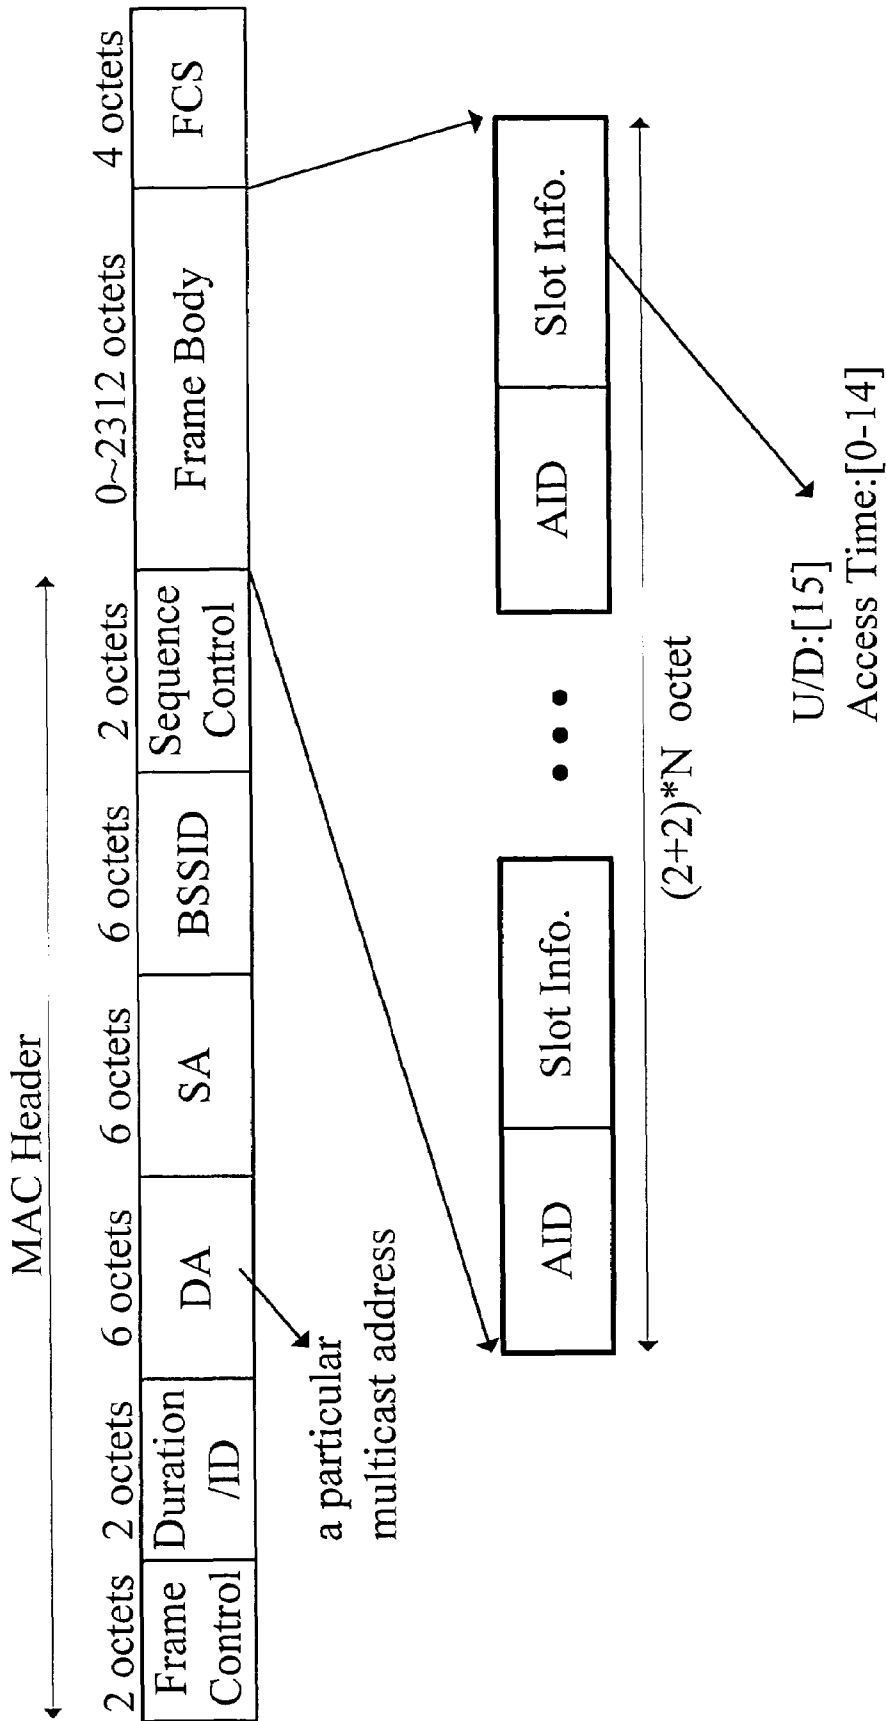 MAC Header
2 octets
2 octets
6 octets
6 octets
6 octets
2 octets
0~2312 octets
4 octets
Frame
Control
Duration
/ID
DA
SA
BSSID
Sequence
Control
Frame Body
FCS
a particular
multicast address
AID
Slot Info.
•••
AID
Slot Info.
(2+2)*N octet
U/D:[15]
Access Time:[0-14]